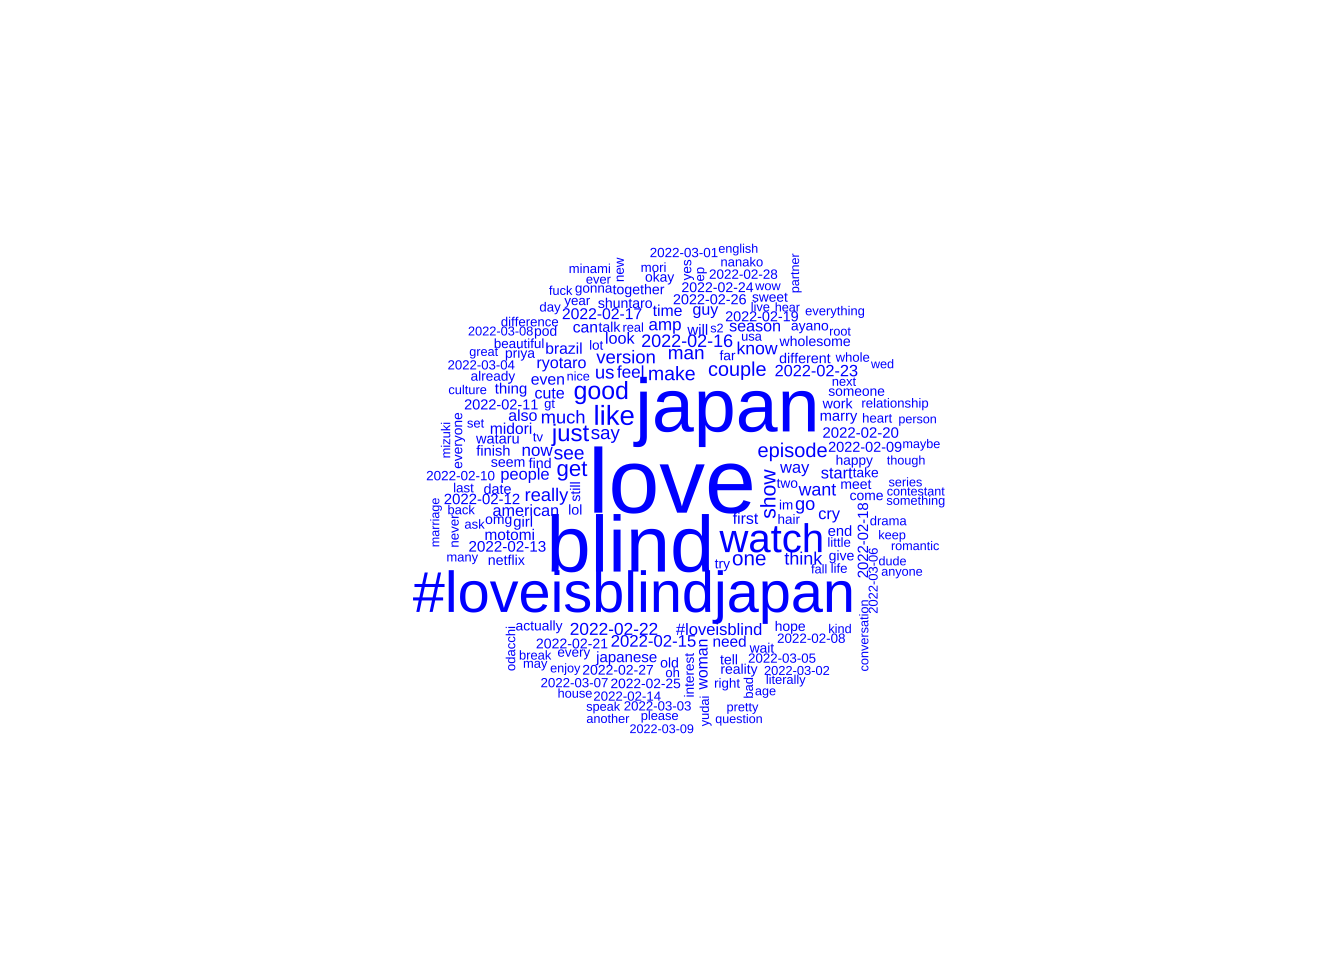 2022-03-01 english
minami ever new mori okay yes ep nanako 2022-02-28 partner
fuck gonna together 2022-02-24 wow
day year shuntaro 2022-02-26 sweet
2022-02-17 time guy live hear 2022-02-19 everything
difference can talk real amp will s2 season ayano root
2022-03-08 pod
beautiful lot look 2022-02-16 usa wholesome
great priya brazil version man far know different whole wed
2022-03-04 ryotaro us feel make couple 2022-02-23
already even nice next
culture thing cute good someone
2022-02-11 gt like japan work relationship
mizuki everyone set also much marry heart person
midori just say 2022-02-20
wataru tv episode 2022-02-09 maybe
finish now see love
seem find get way happy though
2022-02-10 people show start take
last date still two want meet series
2022-02-12 really come contestant
back american lol im go something
marriage never ask omg girl blind first hair cry 2022-02-18 drama
motomi watch end keep
2022-02-13 little romantic
many netflix try one think give 2022-03-06 dude
fall life anyone
#loveisblindjapan
odacchi actually 2022-02-22 #loveisblind hope kind conversation
2022-02-21 2022-02-15 need 2022-02-08
break every japanese old interest woman wait
may enjoy 2022-02-27 oh tell 2022-03-05
reality 2022-03-02
2022-03-07 2022-02-25 right bad literally
house 2022-02-14 age
speak 2022-03-03 yudai pretty
another please question
2022-03-09